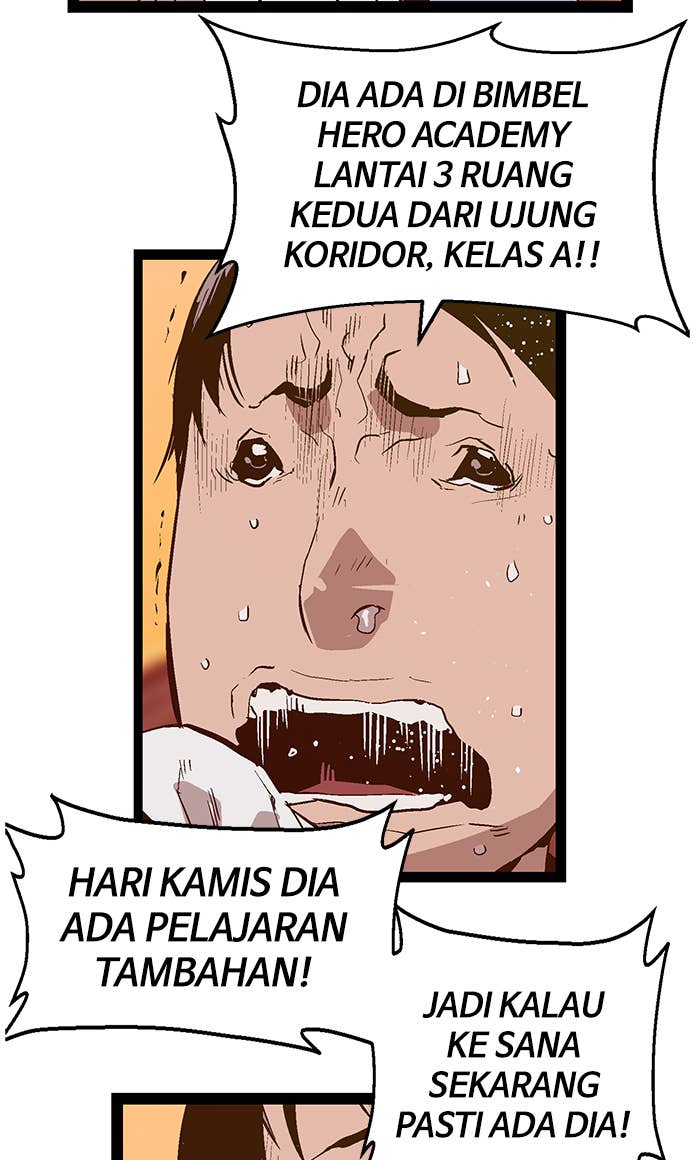 DIA ADA DI BIMBEL
HERO ACADEMY
LANTAI 3 RUANG
KEDUA DARI UJUNG
KORIDOR, KELAS A!!
HARI KAMIS DIA
ADA PELAJARAN
TAMBAHAN!
JADI KALAU
KE SANA
SEKARANG
PASTI ADA DIA!